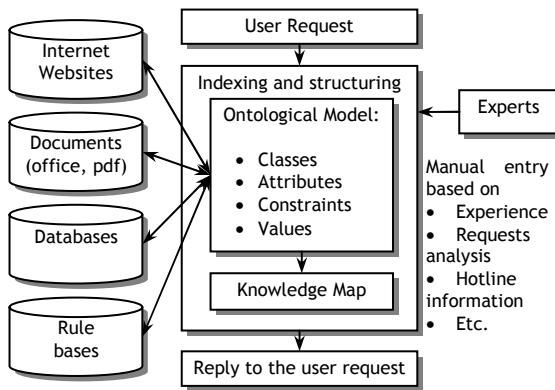 User Request
Internet
Websites
Documents
(office, pdf)
Databases
Rule
bases
Indexing and structuring
Ontological Model:
• Classes
• Attributes
• Constraints
• Values
Knowledge Map
Reply to the user request
Experts
Manual entry
based on
• Experience
• Requests
analysis
• Hotline
information
• Etc.